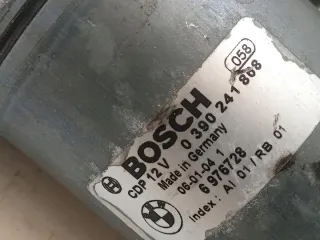 058
BOSCH
CDP 12 V 0 390 241 868
Made in Germany
06-01-04 1
6 976728
index : AI 01 / RB 01